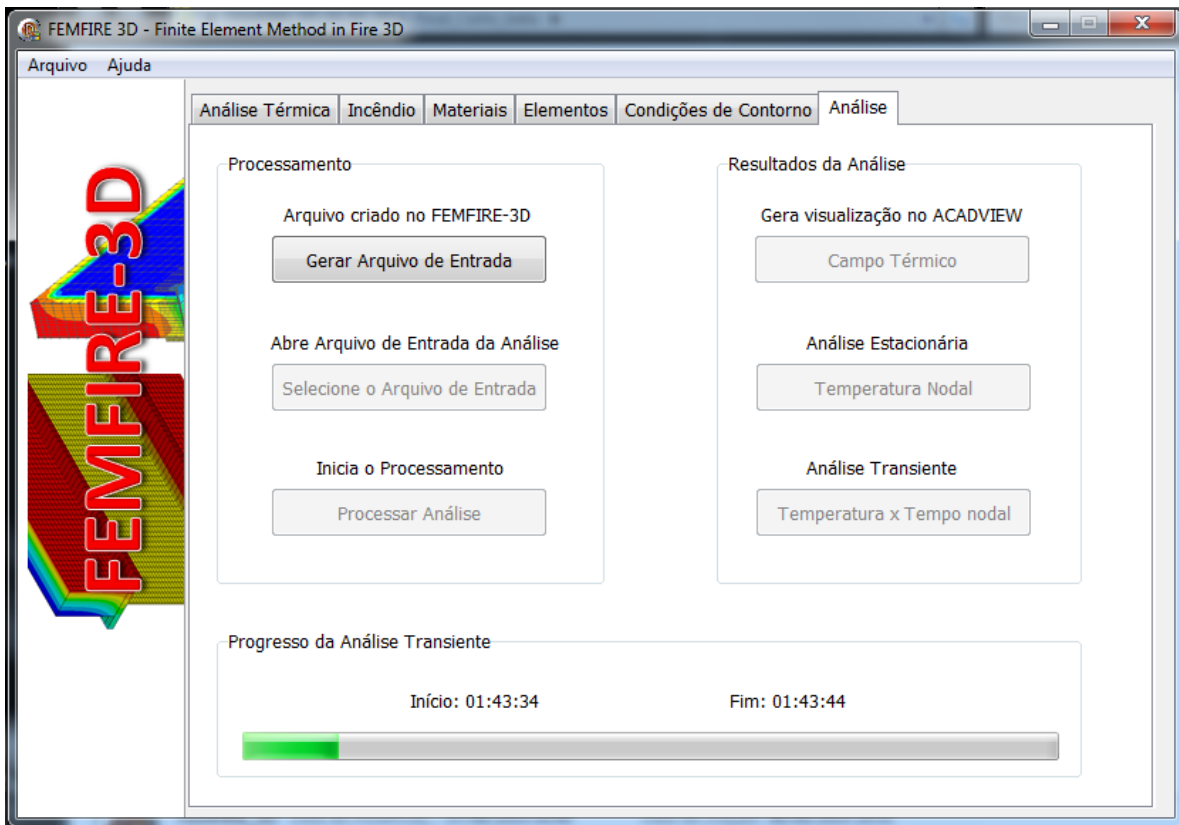 FEMFIRE 3D - Finite Element Method in Fire 3D
Arquivo Ajuda
FEMFIRE-3D
Análise Térmica Incêndio Materiais Elementos Condições de Contorno Análise
Processamento
Arquivo criado no FEMFIRE-3D
Gerar Arquivo de Entrada
Abre Arquivo de Entrada da Análise
Selecione o Arquivo de Entrada
Inicia o Processamento
Processar Análise
Resultados da Análise
Gera visualização no ACADVIEW
Campo Térmico
Análise Estacionária
Temperatura Nodal
Análise Transiente
Temperatura x Tempo nodal
Progresso da Análise Transiente
Início: 01:43:34 Fim: 01:43:44